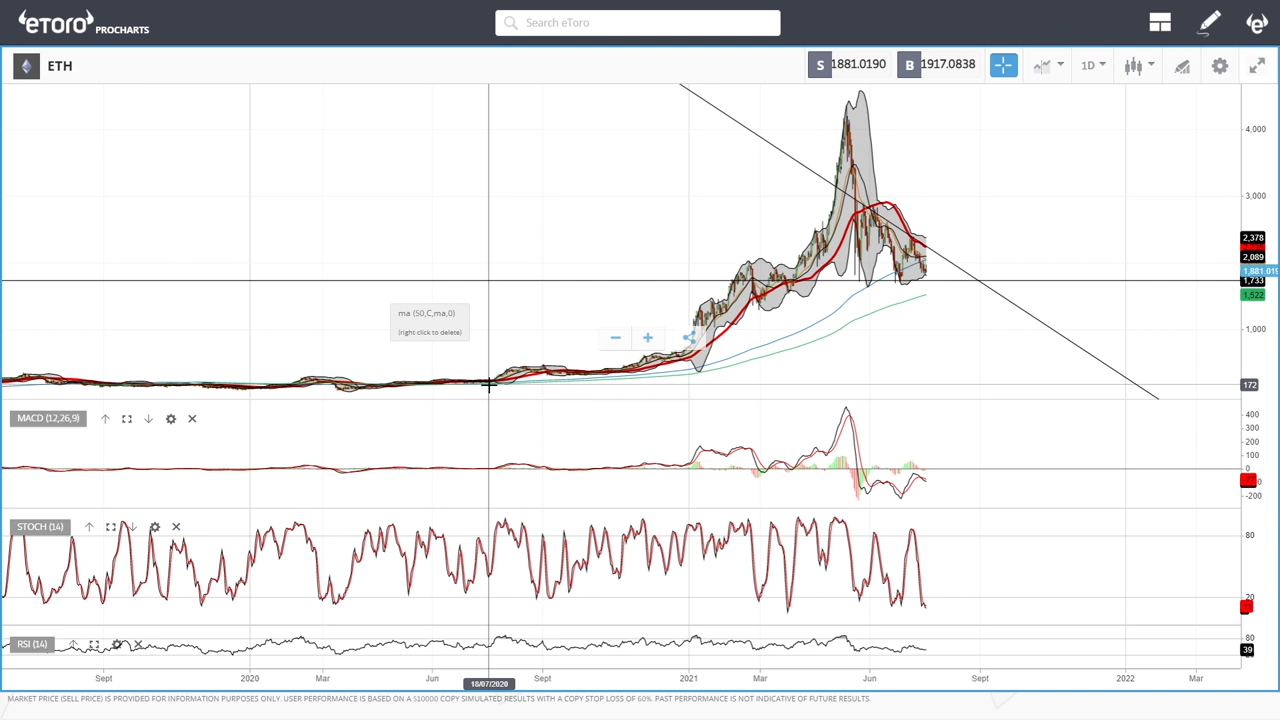 eToro PROCHARTS
Search eToro
ETH
S 1881.0190 B 1917.0838
1D
4,000
3,000
2,378
2,089
1,881.019
1,733
1,522
1,000
172
ma (50,C,ma,0)
(right click to delete)
MACD (12,26,9)
400
300
200
100
0
-200
STOCH (14)
80
20
RSI (14)
80
39
Sept 2020 Mar Jun 18/07/2020 Sept 2021 Mar Jun Sept 2022 Mar
MARKET PRICE (SELL PRICE) IS PROVIDED FOR INFORMATION PURPOSES ONLY. USER PERFORMANCE IS BASED ON A $10000 COPY SIMULATED RESULTS WITH A COPY STOP LOSS OF 60%. PAST PERFORMANCE IS NOT INDICATIVE OF FUTURE RESULTS.